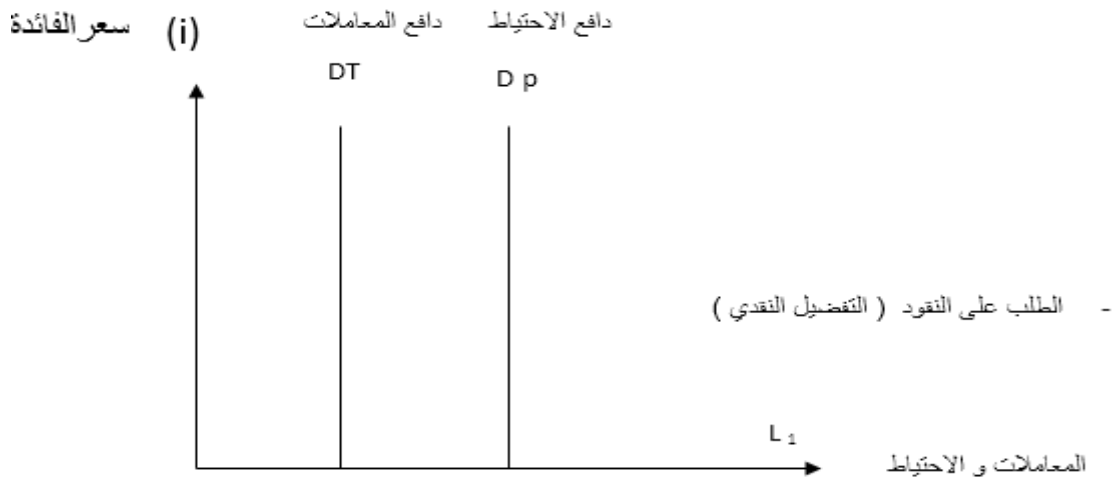 سعر الفائدة (i) دافع المعاملات دافع الاحتياط
DT D p
- الطلب على النقود ( التفضيل النقدي )
L 1
المعاملات و الاحتياط